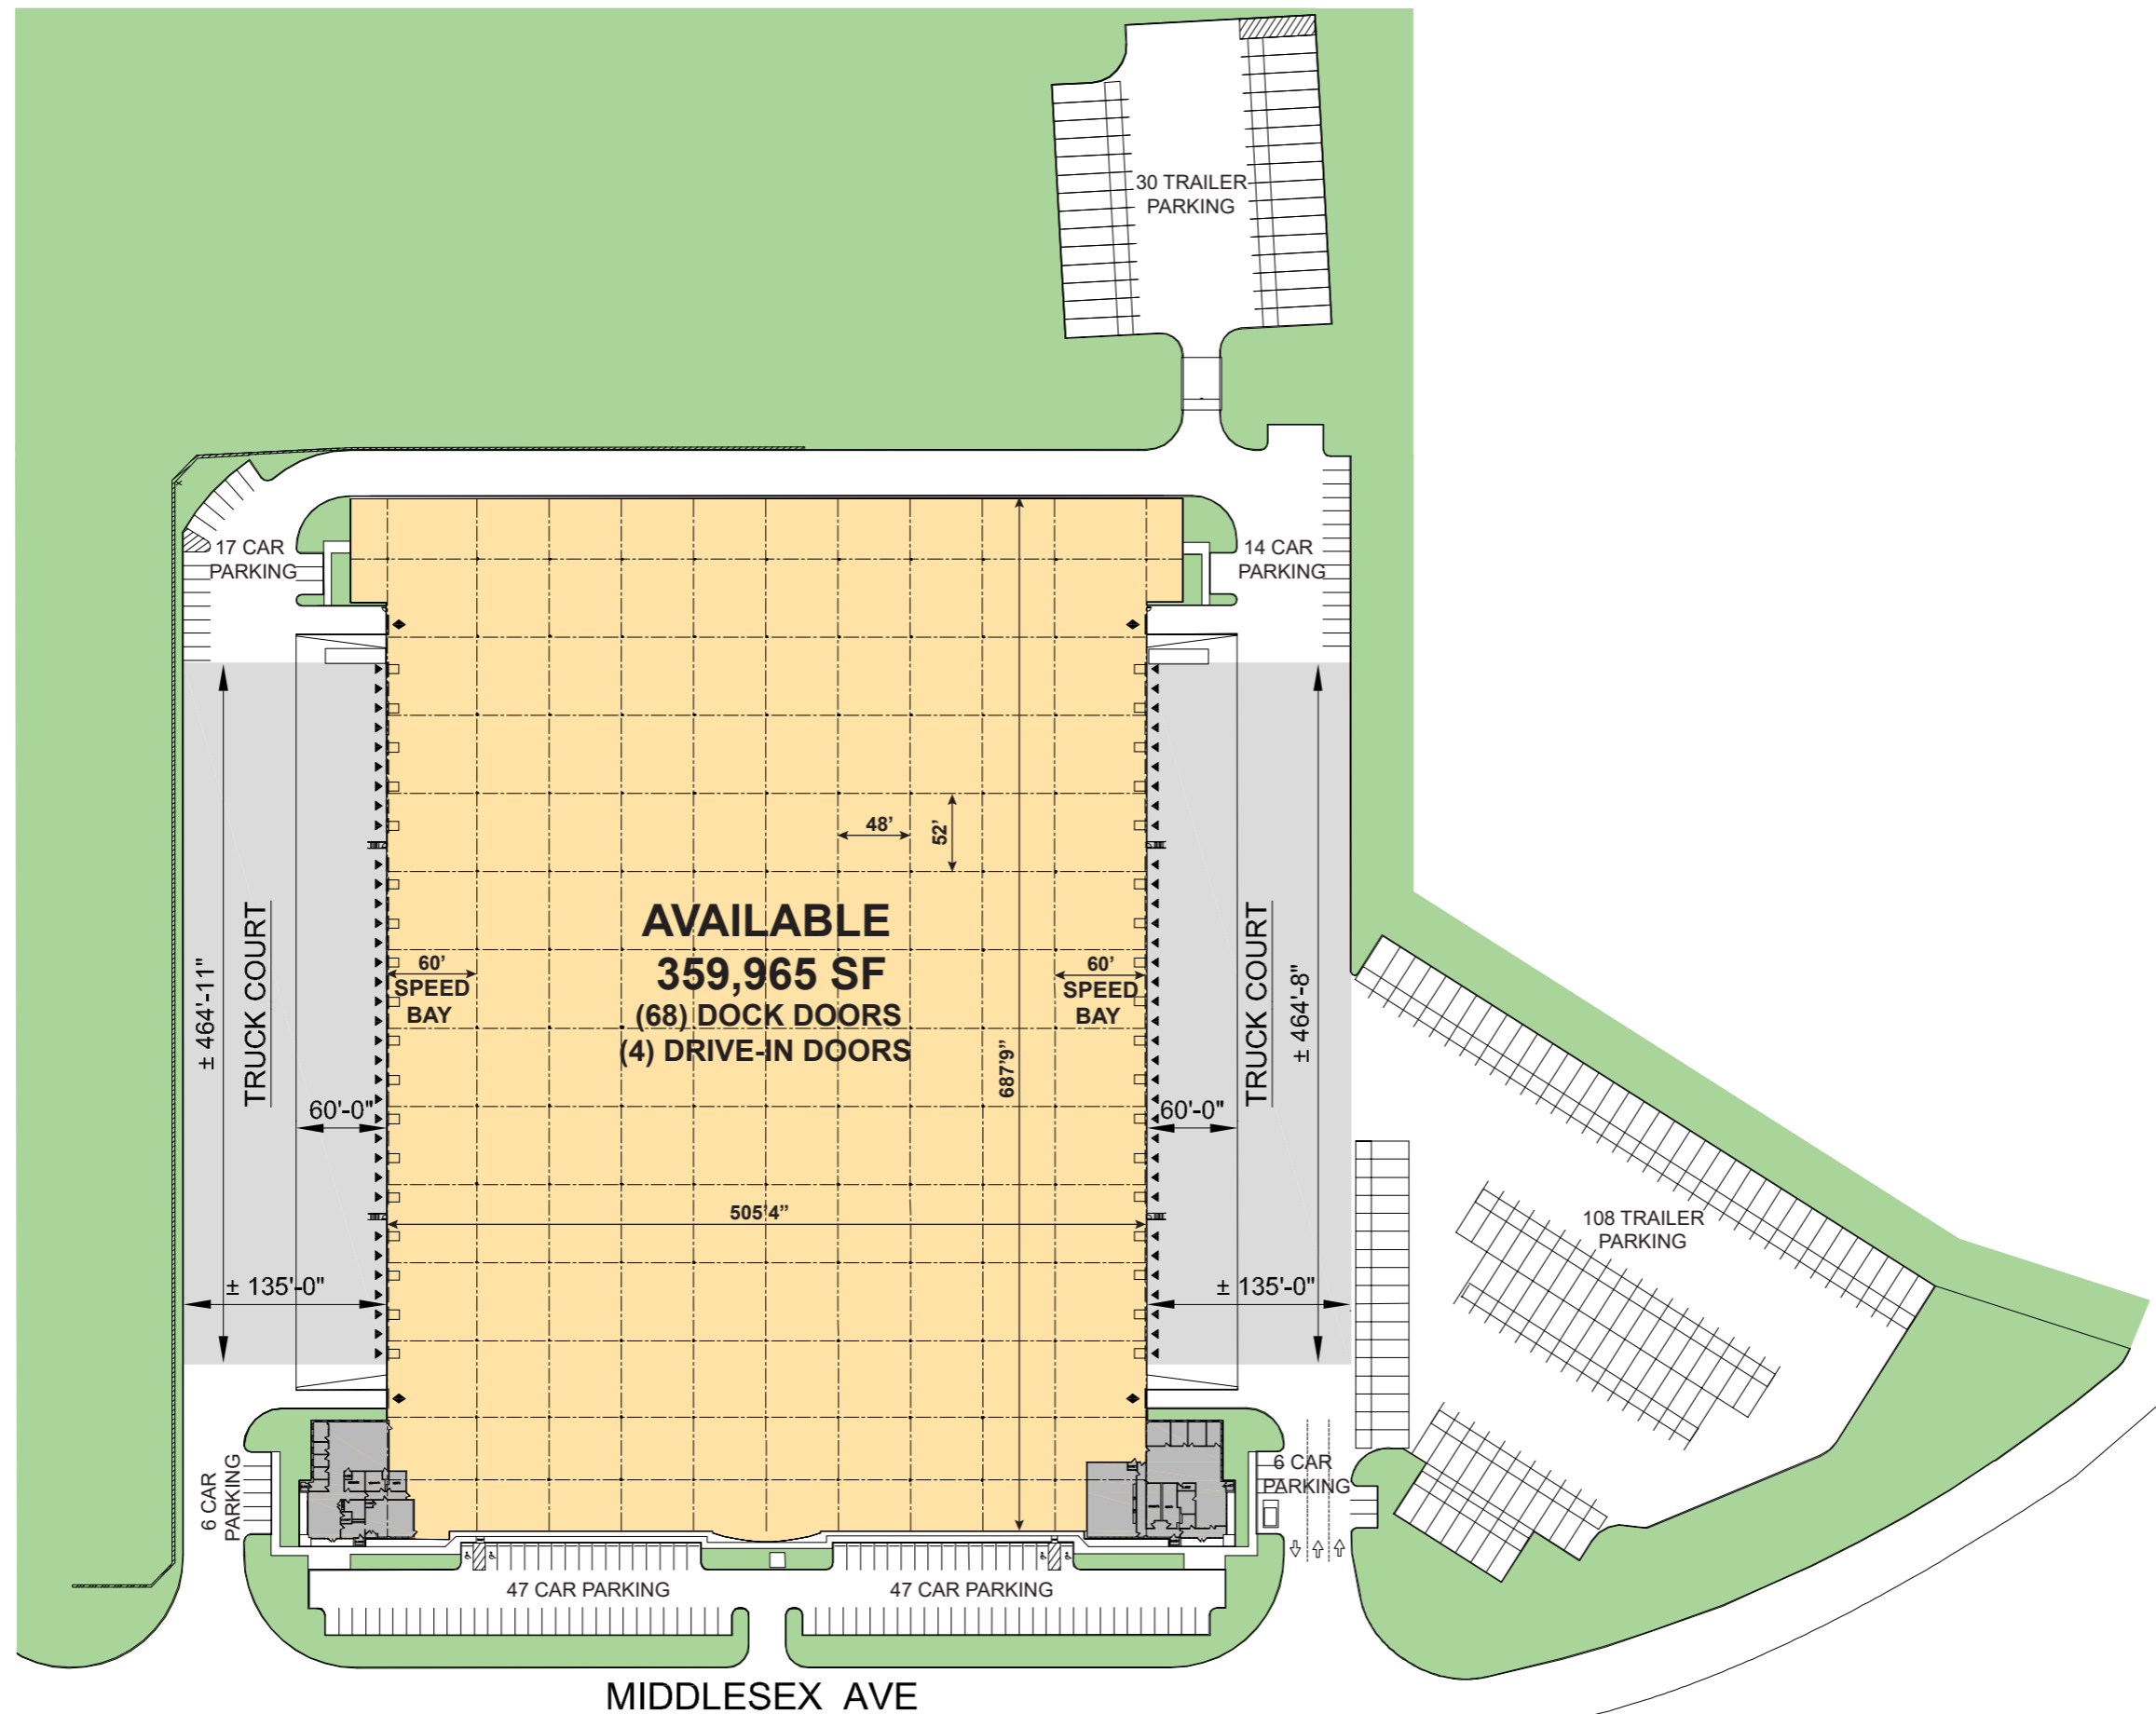 30 TRAILER
PARKING
17 CAR
PARKING
14 CAR
PARKING
48'
52'
AVAILABLE
359,965 SF
(68) DOCK DOORS
(4) DRIVE-IN DOORS
60'
SPEED
BAY
60'
SPEED
BAY
± 464'-11"
TRUCK COURT
TRUCK COURT
± 464'-8"
687'9"
60'-0"
60'-0"
505'4"
± 135'-0"
± 135'-0"
108 TRAILER
PARKING
6 CAR
PARKING
6 CAR
PARKING
47 CAR PARKING
47 CAR PARKING
MIDDLESEX AVE